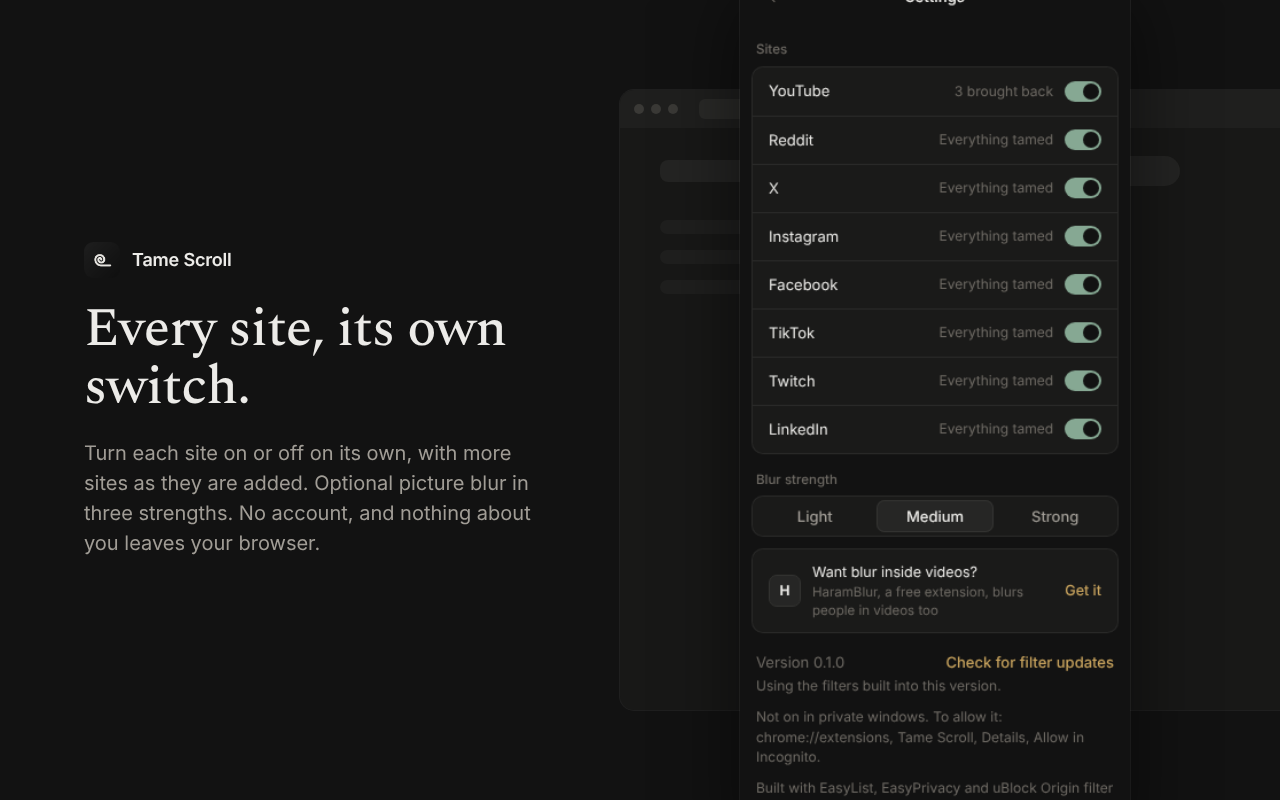 Settings
Tame Scroll
Every site, its own
switch.
Turn each site on or off on its own, with more
sites as they are added. Optional picture blur in
three strengths. No account, and nothing about
you leaves your browser.
Sites
YouTube 3 brought back
Reddit Everything tamed
X Everything tamed
Instagram Everything tamed
Facebook Everything tamed
TikTok Everything tamed
Twitch Everything tamed
LinkedIn Everything tamed
Blur strength
Light Medium Strong
H
Want blur inside videos?
HaramBlur, a free extension, blurs
people in videos too
Get it
Version 0.1.0 Check for filter updates
Using the filters built into this version.
Not on in private windows. To allow it:
chrome://extensions, Tame Scroll, Details, Allow in
Incognito.
Built with EasyList, EasyPrivacy and uBlock Origin filter